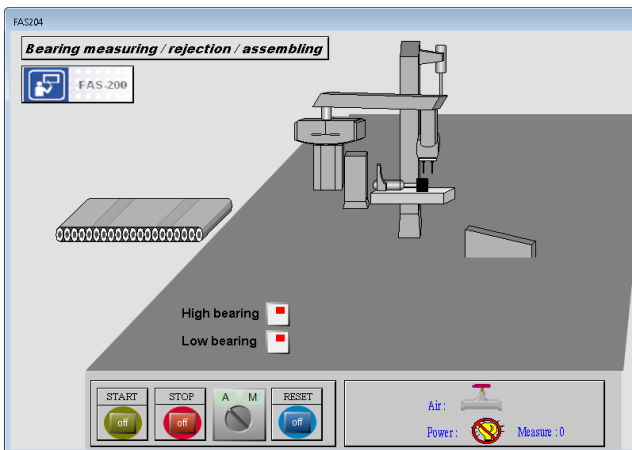 FAS204
Bearing measuring / rejection / assembling
FAS-200
High bearing
Low bearing
START STOP A M RESET
off off off
Air :
Power : Measure : 0